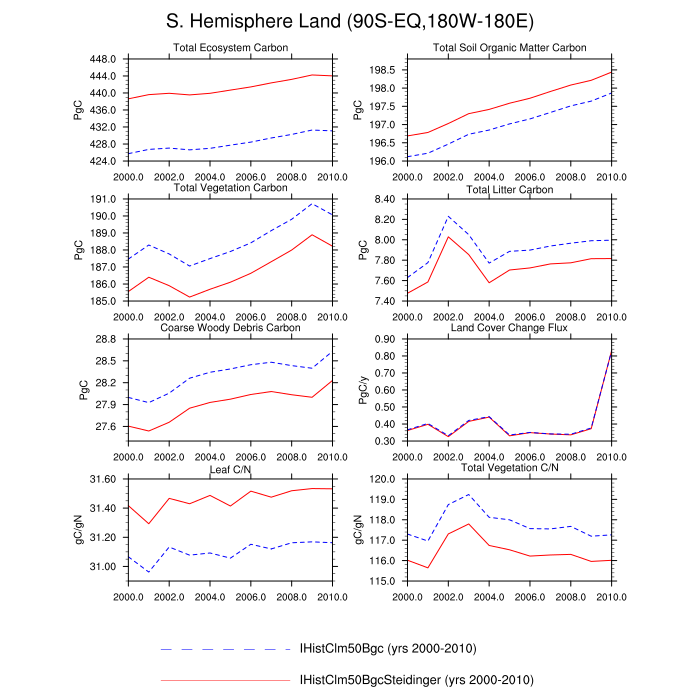 S. Hemisphere Land (90S-EQ,180W-180E)
Total Ecosystem Carbon
448.0
444.0
440.0
436.0
432.0
428.0
424.0
PgC
2000.0 2002.0 2004.0 2006.0 2008.0 2010.0
Total Soil Organic Matter Carbon
198.5
198.0
197.5
197.0
196.5
196.0
PgC
2000.0 2002.0 2004.0 2006.0 2008.0 2010.0
Total Vegetation Carbon
191.0
190.0
189.0
188.0
187.0
186.0
185.0
PgC
2000.0 2002.0 2004.0 2006.0 2008.0 2010.0
Total Litter Carbon
8.40
8.20
8.00
7.80
7.60
7.40
PgC
2000.0 2002.0 2004.0 2006.0 2008.0 2010.0
Coarse Woody Debris Carbon
28.8
28.5
28.2
27.9
27.6
PgC
2000.0 2002.0 2004.0 2006.0 2008.0 2010.0
Land Cover Change Flux
0.90
0.80
0.70
0.60
0.50
0.40
0.30
PgC/y
2000.0 2002.0 2004.0 2006.0 2008.0 2010.0
Leaf C/N
31.60
31.40
31.20
31.00
gC/gN
2000.0 2002.0 2004.0 2006.0 2008.0 2010.0
Total Vegetation C/N
120.0
119.0
118.0
117.0
116.0
115.0
gC/gN
2000.0 2002.0 2004.0 2006.0 2008.0 2010.0
IHistClm50Bgc (yrs 2000-2010)
IHistClm50BgcSteidinger (yrs 2000-2010)